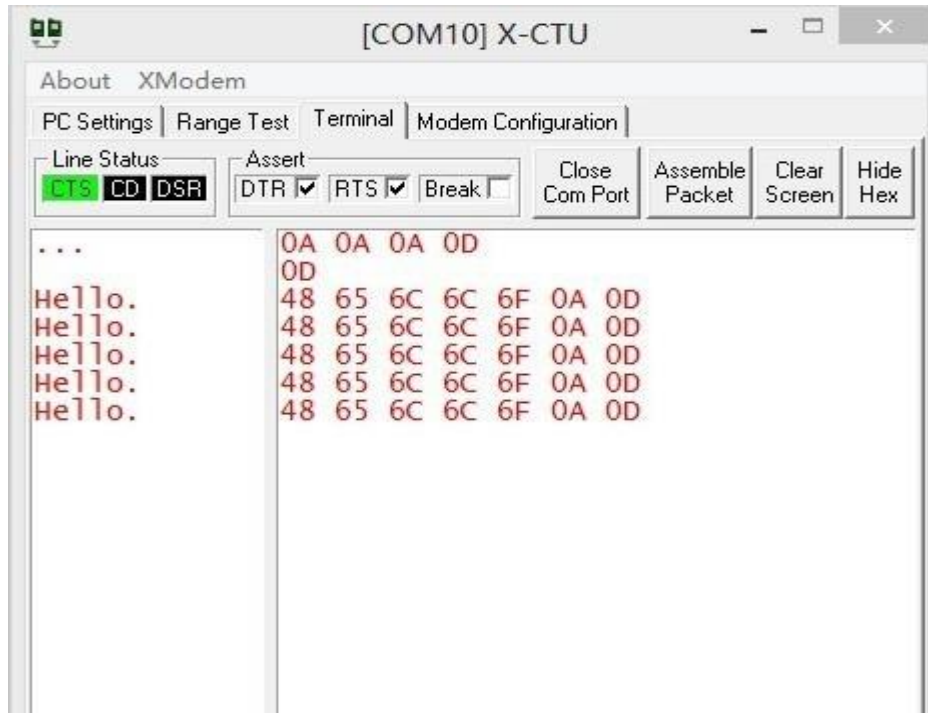 [COM10] X-CTU
About XModem
PC Settings Range Test Terminal Modem Configuration
Line Status
CTS CD DSR
Assert
DTR RTS Break
Close Com Port
Assemble Packet
Clear Screen
Hide Hex
... 0A 0A 0A 0D
0D
Hello. 48 65 6C 6C 6F 0A 0D
Hello. 48 65 6C 6C 6F 0A 0D
Hello. 48 65 6C 6C 6F 0A 0D
Hello. 48 65 6C 6C 6F 0A 0D
Hello. 48 65 6C 6C 6F 0A 0D